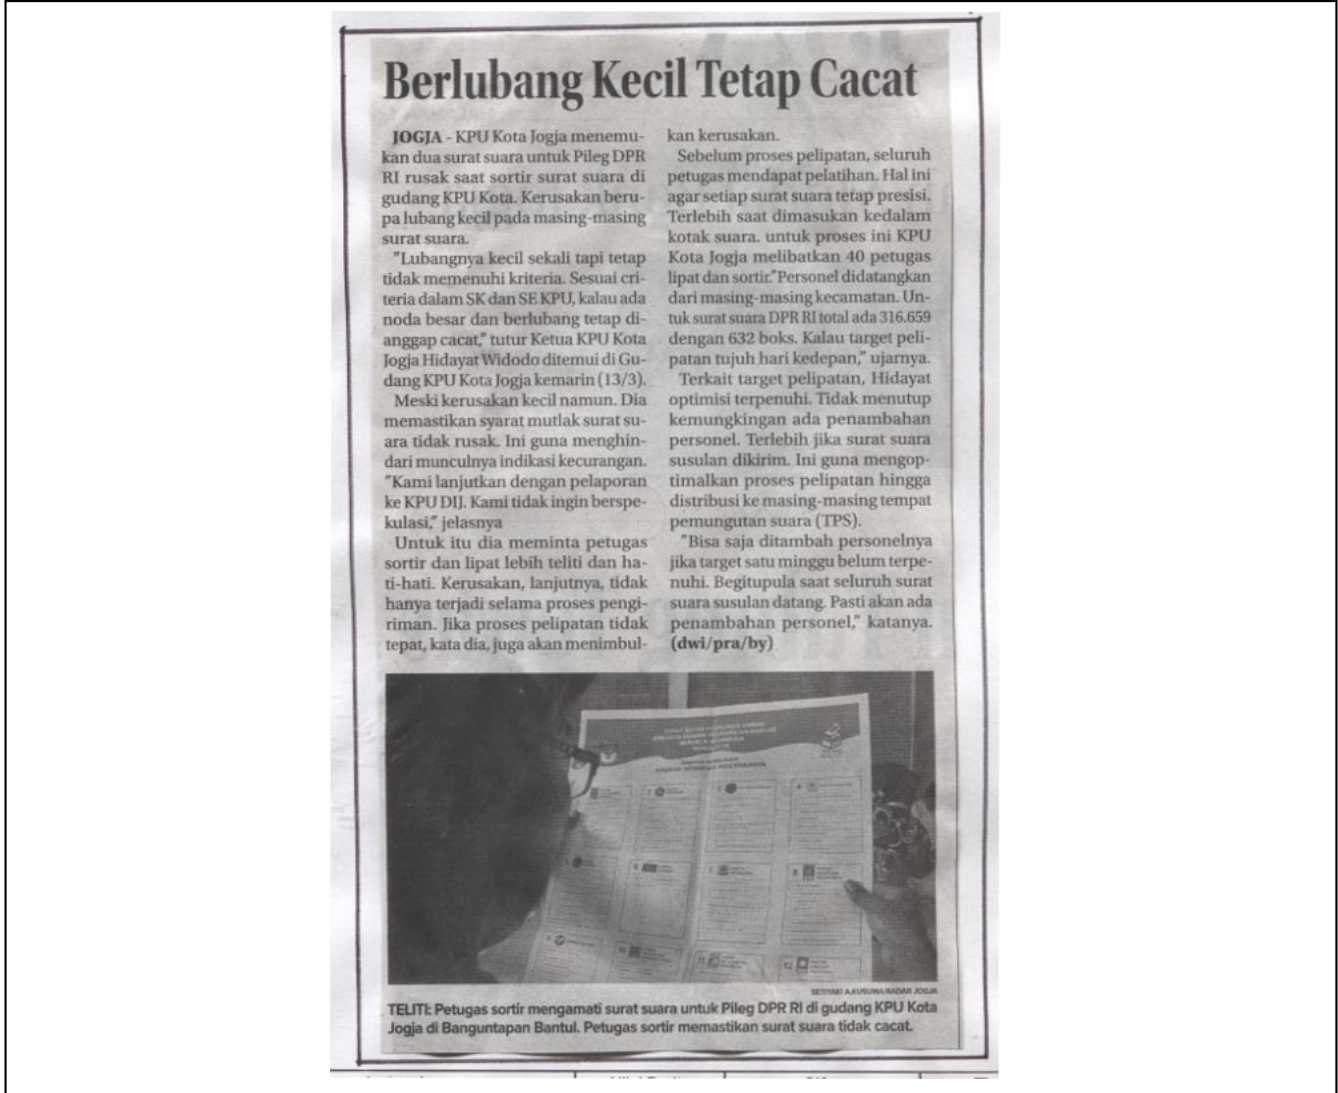 Berlubang Kecil Tetap Cacat
JOGJA - KPU Kota Jogja menemu-
kan dua surat suara untuk Pileg DPR
RI rusak saat sortir surat suara di
gudang KPU Kota. Kerusakan beru-
pa lubang kecil pada masing-masing
surat suara.
"Lubangnya kecil sekali tapi tetap
tidak memenuhi kriteria. Sesuai cri-
teria dalam SK dan SE KPU, kalau ada
noda besar dan berlubang tetap di-
anggap cacat," tutur Ketua KPU Kota
Jogja Hidayat Widodo ditemui di Gu-
dang KPU Kota Jogja kemarin (13/3).
Meski kerusakan kecil namun. Dia
memastikan syarat mutlak surat su-
ara tidak rusak. Ini guna menghin-
dari munculnya indikasi kecurangan.
"Kami lanjutkan dengan pelaporan
ke KPU DIJ. Kami tidak ingin berspe-
kulasi," jelasnya
Untuk itu dia meminta petugas
sortir dan lipat lebih teliti dan ha-
ti-hati. Kerusakan, lanjutnya, tidak
hanya terjadi selama proses pengi-
riman. Jika proses pelipatan tidak
tepat, kata dia, juga akan menimbul-
kan kerusakan.
Sebelum proses pelipatan, seluruh
petugas mendapat pelatihan. Hal ini
agar setiap surat suara tetap presisi.
Terlebih saat dimasukan kedalam
kotak suara. untuk proses ini KPU
Kota Jogja melibatkan 40 petugas
lipat dan sortir."Personel didatangkan
dari masing-masing kecamatan. Un-
tuk surat suara DPR RI total ada 316.659
dengan 632 boks. Kalau target peli-
patan tujuh hari kedepan," ujarnya.
Terkait target pelipatan, Hidayat
optimisi terpenuhi. Tidak menutup
kemungkingan ada penambahan
personel. Terlebih jika surat suara
susulan dikirim. Ini guna mengop-
timalkan proses pelipatan hingga
distribusi ke masing-masing tempat
pemungutan suara (TPS).
"Bisa saja ditambah personelnya
jika target satu minggu belum terpe-
nuhi. Begitupula saat seluruh surat
suara susulan datang. Pasti akan ada
penambahan personel," katanya.
(dwi/pra/by)
SETIYAKI A.KUSUMA/RADAR JOGJA
TELITI: Petugas sortir mengamati surat suara untuk Pileg DPR RI di gudang KPU Kota
Jogja di Banguntapan Bantul. Petugas sortir memastikan surat suara tidak cacat.